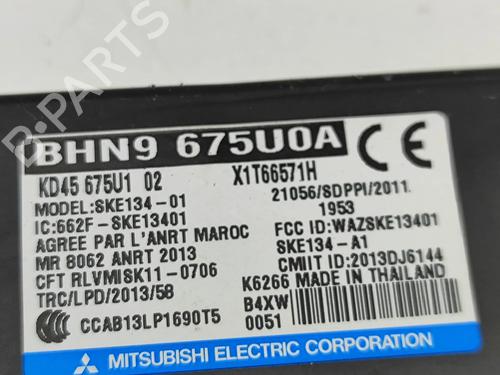 BHN9 675U0A CE
KD45 675U1 02 X1T66571H
MODEL:SKE134-01 21056/SDPPI/2011
IC:662F-SKE13401 1953
AGREE PAR L'ANRT MAROC FCC ID:WAZSKE13401
MR 8062 ANRT 2013 SKE134-A1
CFT RLVMISK11-0706 CMIIT ID:2013DJ6144
TRC/LPD/2013/58 K6266 MADE IN THAILAND
CCC CCAB13LP1690T5 B4XW
0051
MITSUBISHI ELECTRIC CORPORATION
B-PARTS